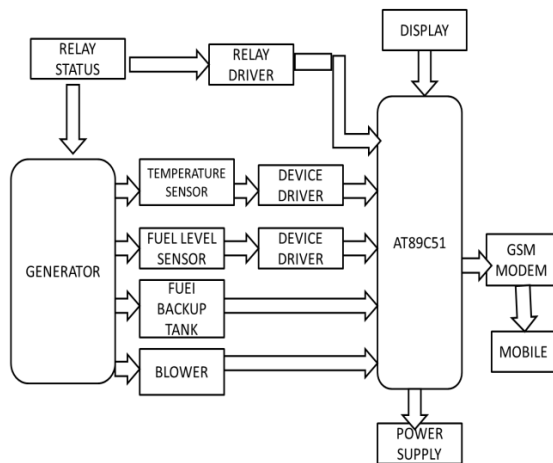 RELAY
STATUS
RELAY
DRIVER
DISPLAY
TEMPERATURE
SENSOR
DEVICE
DRIVER
FUEL LEVEL
SENSOR
DEVICE
DRIVER
GENERATOR
AT89C51
GSM
MODEM
FUEI
BACKUP
TANK
MOBILE
BLOWER
POWER
SUPPLY